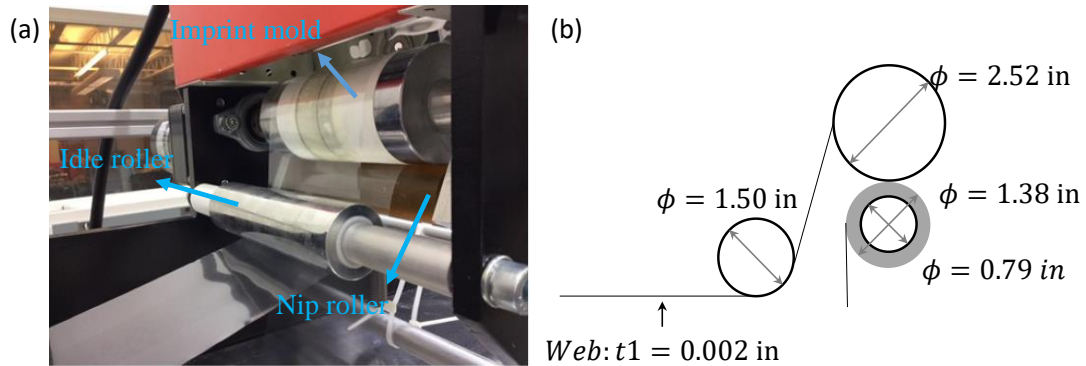 (a)
Imprint mold
Idle roller
Nip roller
(b)
ϕ = 2.52 in
ϕ = 1.50 in
ϕ = 1.38 in
ϕ = 0.79 in
Web: t1 = 0.002 in